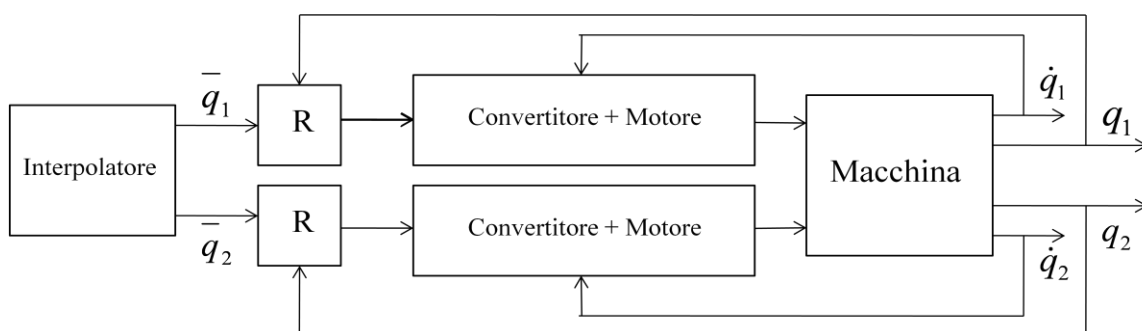 q̅₁
R
Convertitore + Motore
q̇₁
q₁
Interpolatore
Macchina
q̅₂
R
Convertitore + Motore
q̇₂
q₂